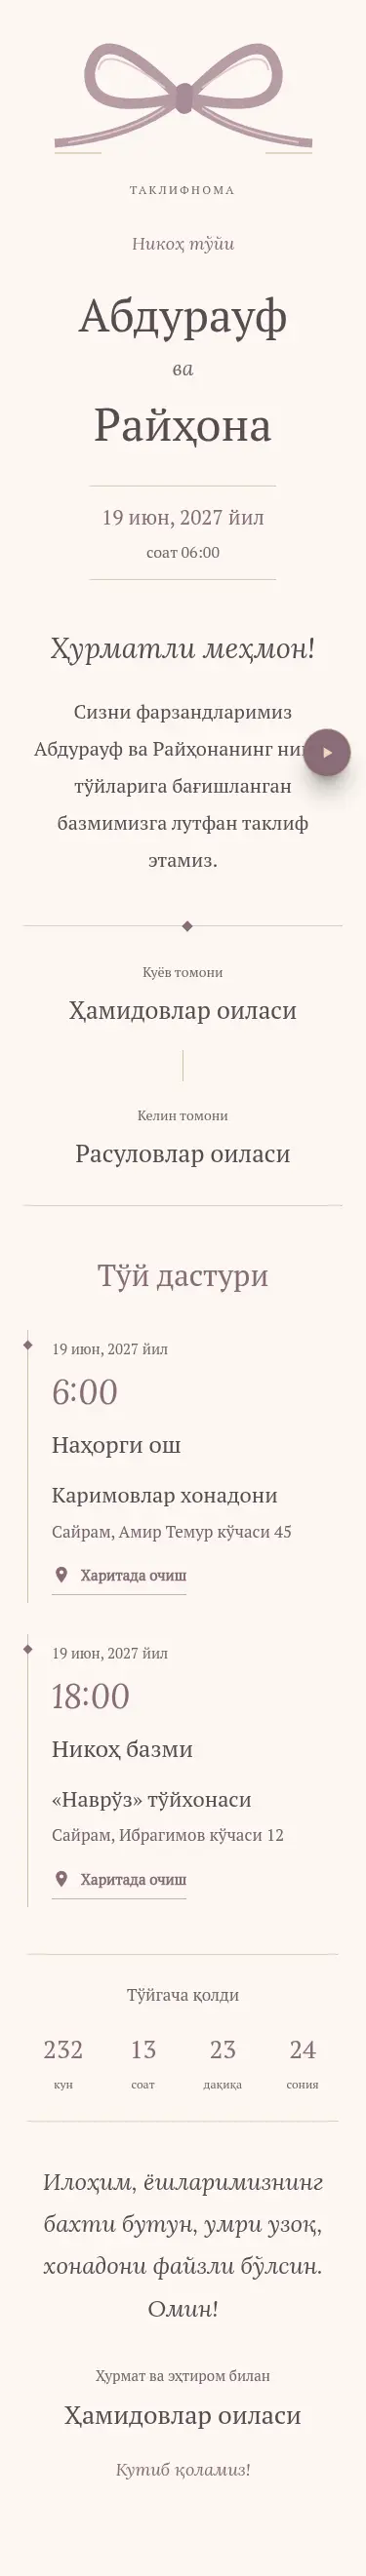 ТАКЛИФНОМА
Никоҳ тўйи
Абдурауф
ва
Райҳона
19 июн, 2027 йил
соат 06:00
Ҳурматли меҳмон!
Сизни фарзандларимиз
Абдурауф ва Райҳонанинг
тўйларига бағишланган
базмимизга лутфан таклиф
этамиз.
Куёв томони
Ҳамидовлар оиласи
Келин томони
Расуловлар оиласи
Тўй дастури
19 июн, 2027 йил
6:00
Наҳорги ош
Каримовлар хонадони
Сайрам, Амир Темур кўчаси 45
Харитада очиш
19 июн, 2027 йил
18:00
Никоҳ базми
«Наврўз» тўйхонаси
Сайрам, Ибрагимов кўчаси 12
Харитада очиш
Тўйгача қолди
232 13 23 24
кун соат дақиқа сония
Илоҳим, ёшларимизнинг
бахти бутун, умри узоқ,
хонадони файзли бўлсин.
Омин!
Ҳурмат ва эҳтиром билан
Ҳамидовлар оиласи
Кутиб қоламиз!